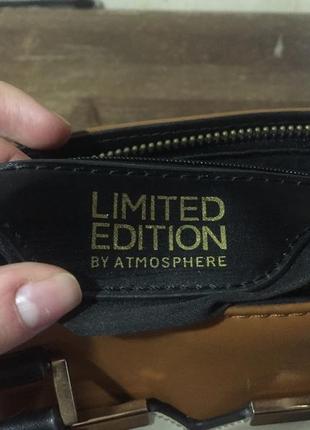 LIMITED
EDITION
BY ATMOSPHERE